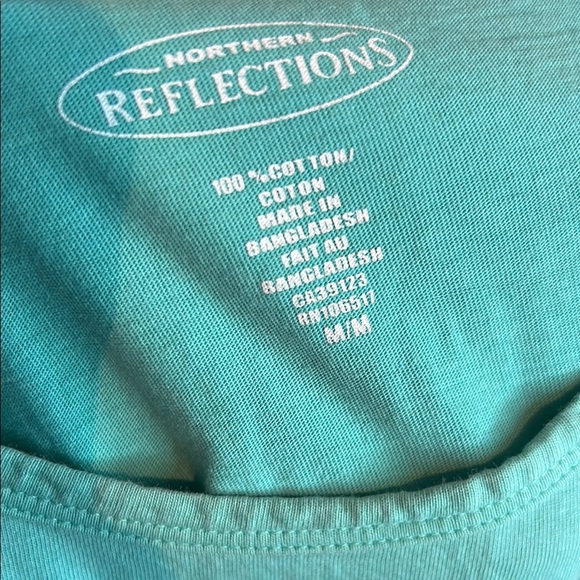 NORTHERN
REFLECTIONS
100 % COTTON/
COTON
MADE IN
BANGLADESH
FAIT AU
BANGLADESH
CA39123
RN106517
M/M